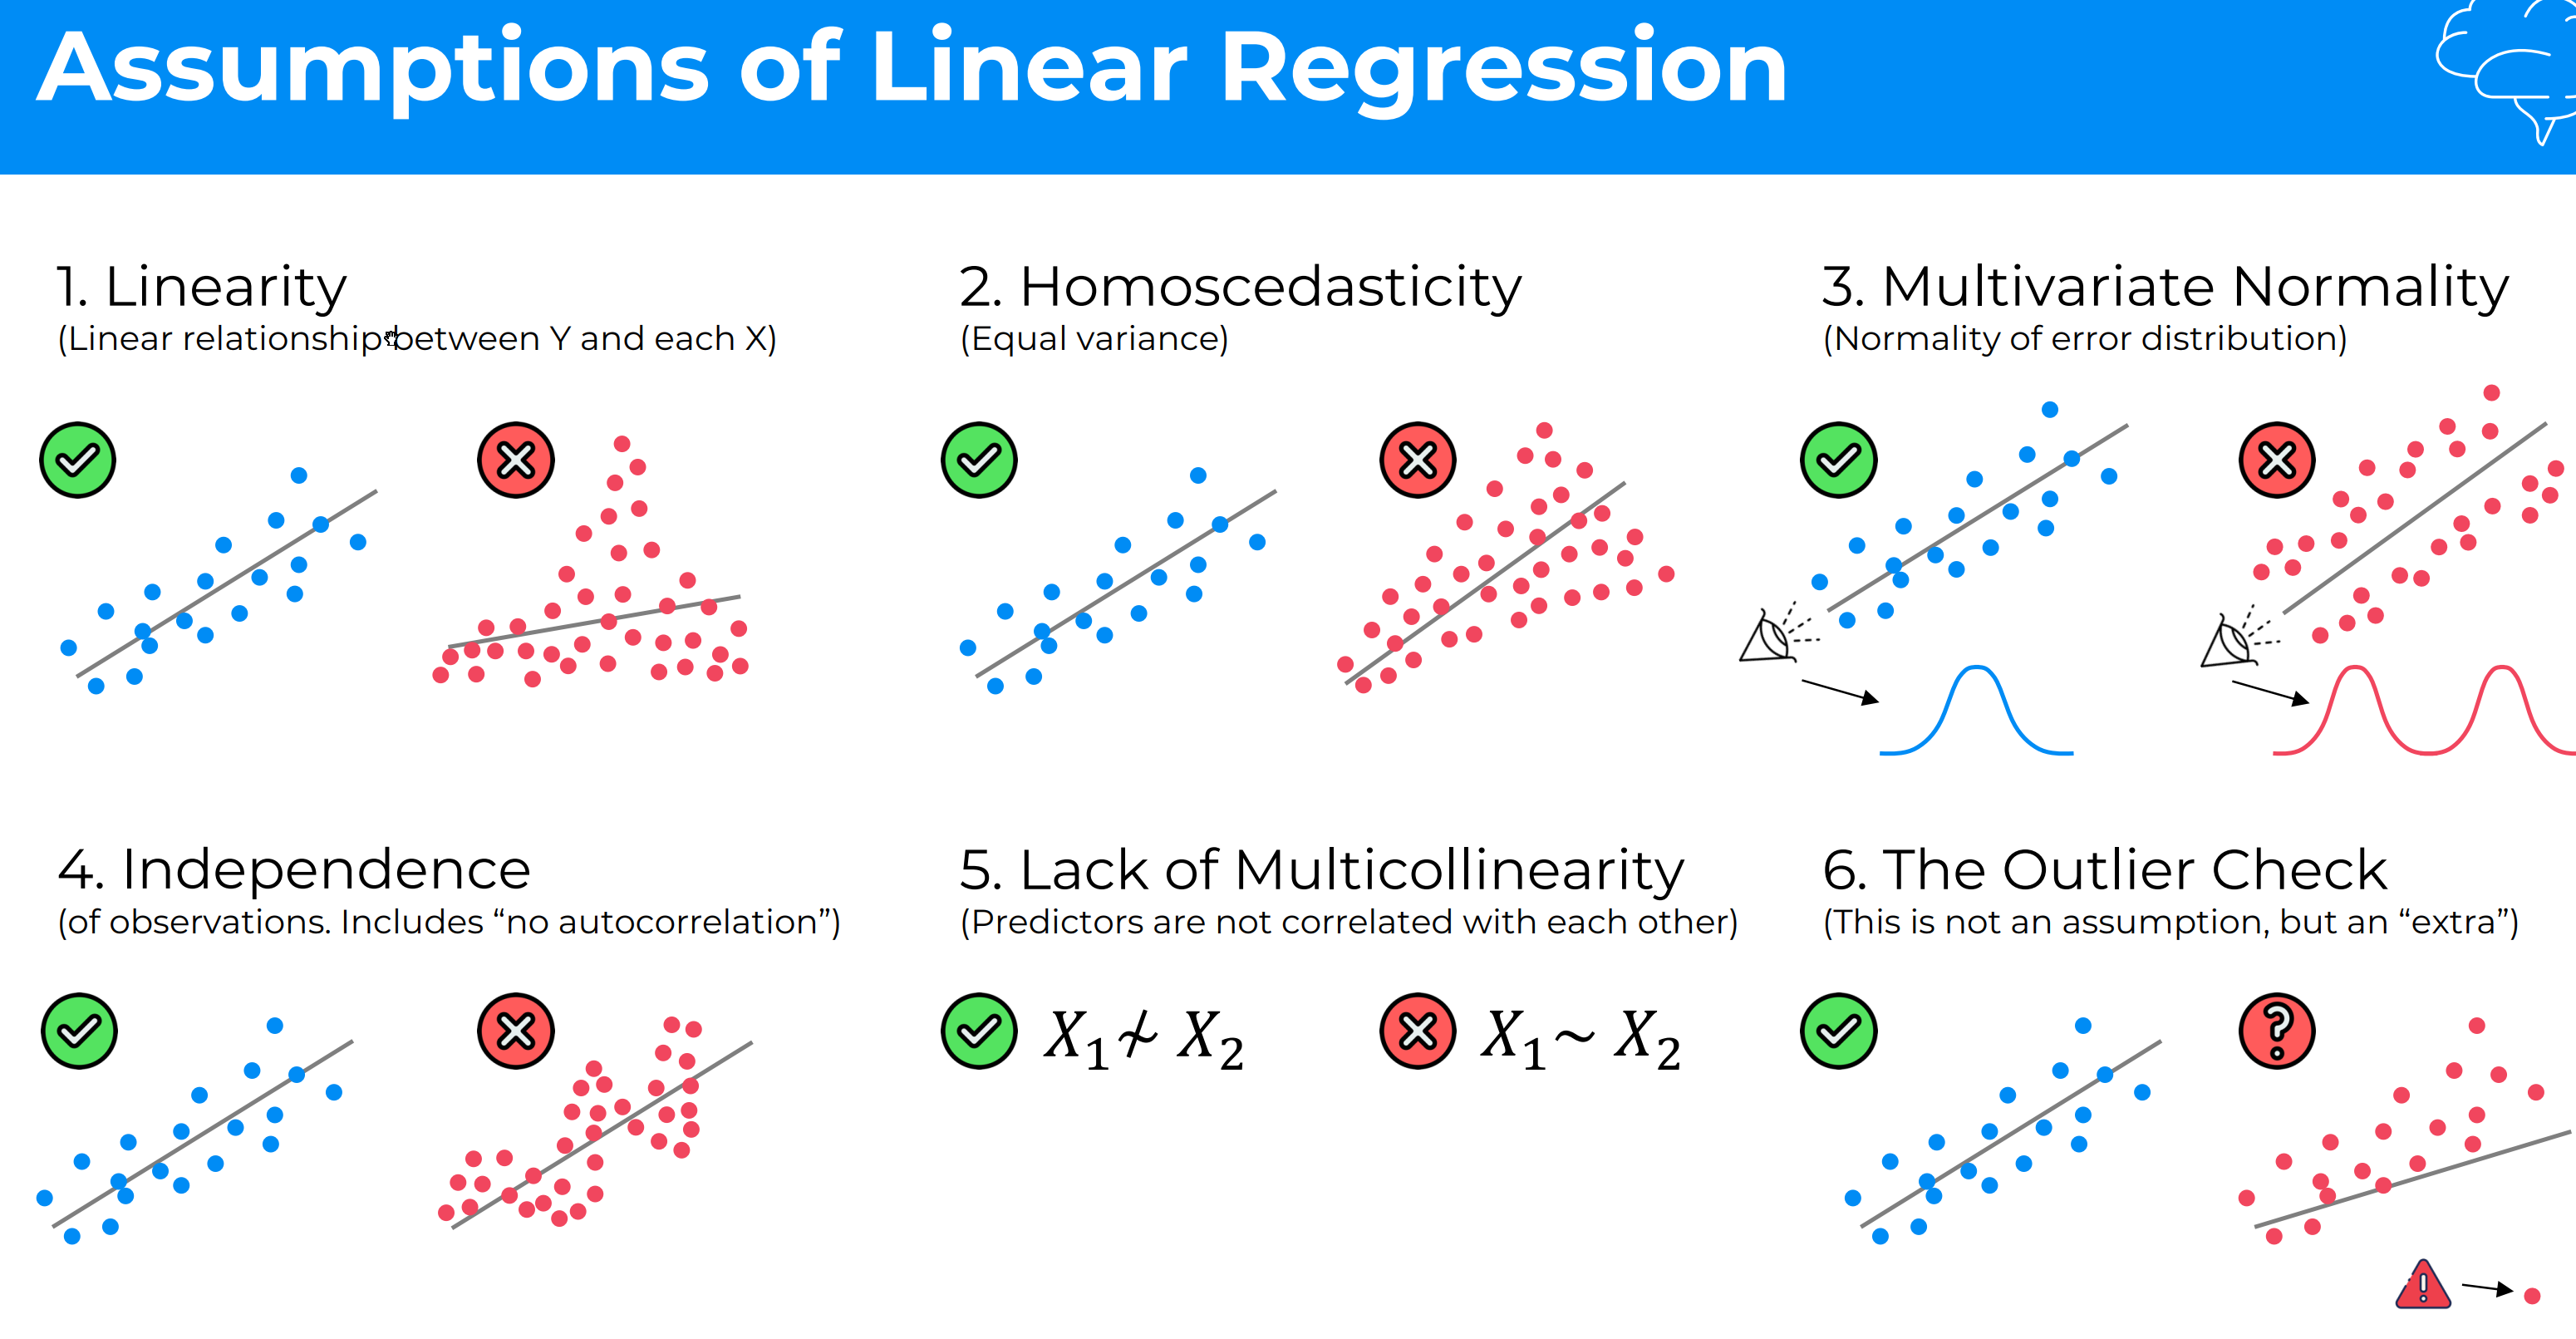 Assumptions of Linear Regression
1. Linearity
(Linear relationship between Y and each X)
2. Homoscedasticity
(Equal variance)
3. Multivariate Normality
(Normality of error distribution)
4. Independence
(of observations. Includes “no autocorrelation”)
5. Lack of Multicollinearity
(Predictors are not correlated with each other)
X₁ ≁ X₂
X₁ ~ X₂
6. The Outlier Check
(This is not an assumption, but an “extra”)